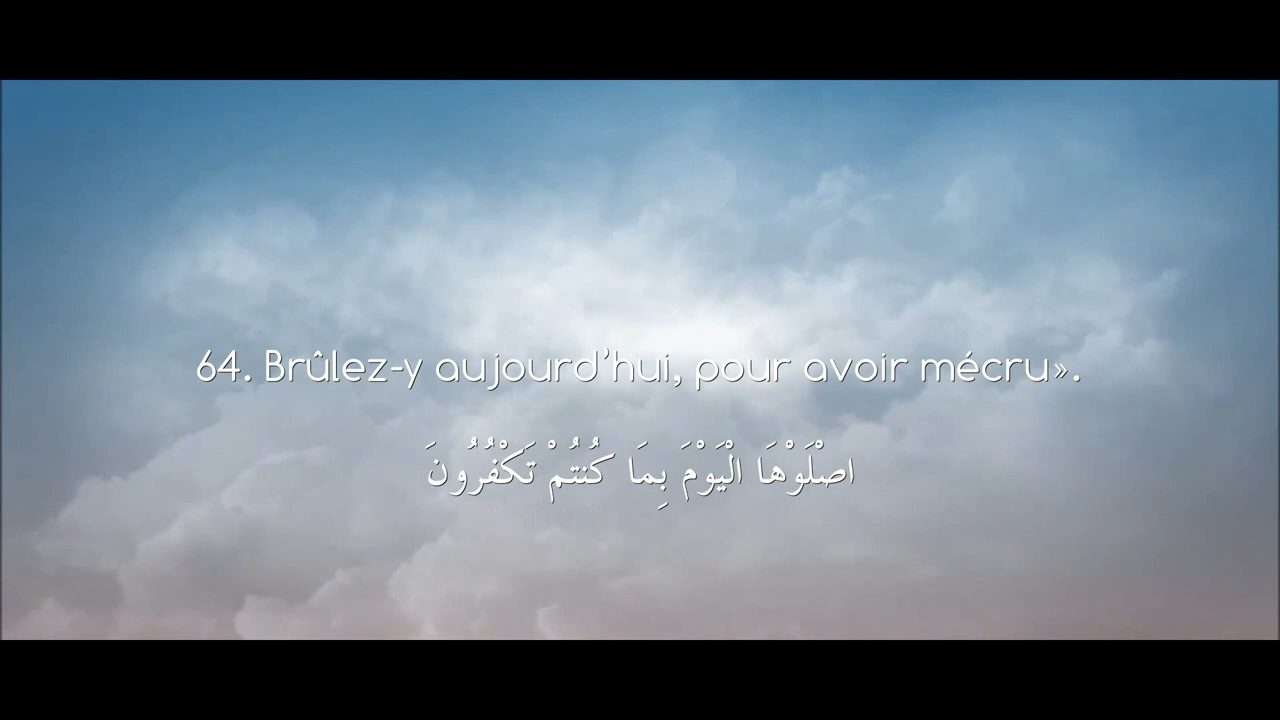 64. Brûlez-y aujourd’hui, pour avoir mécru».
اصْلَوْهَا الْيَوْمَ بِمَا كُنتُمْ تَكْفُرُونَ